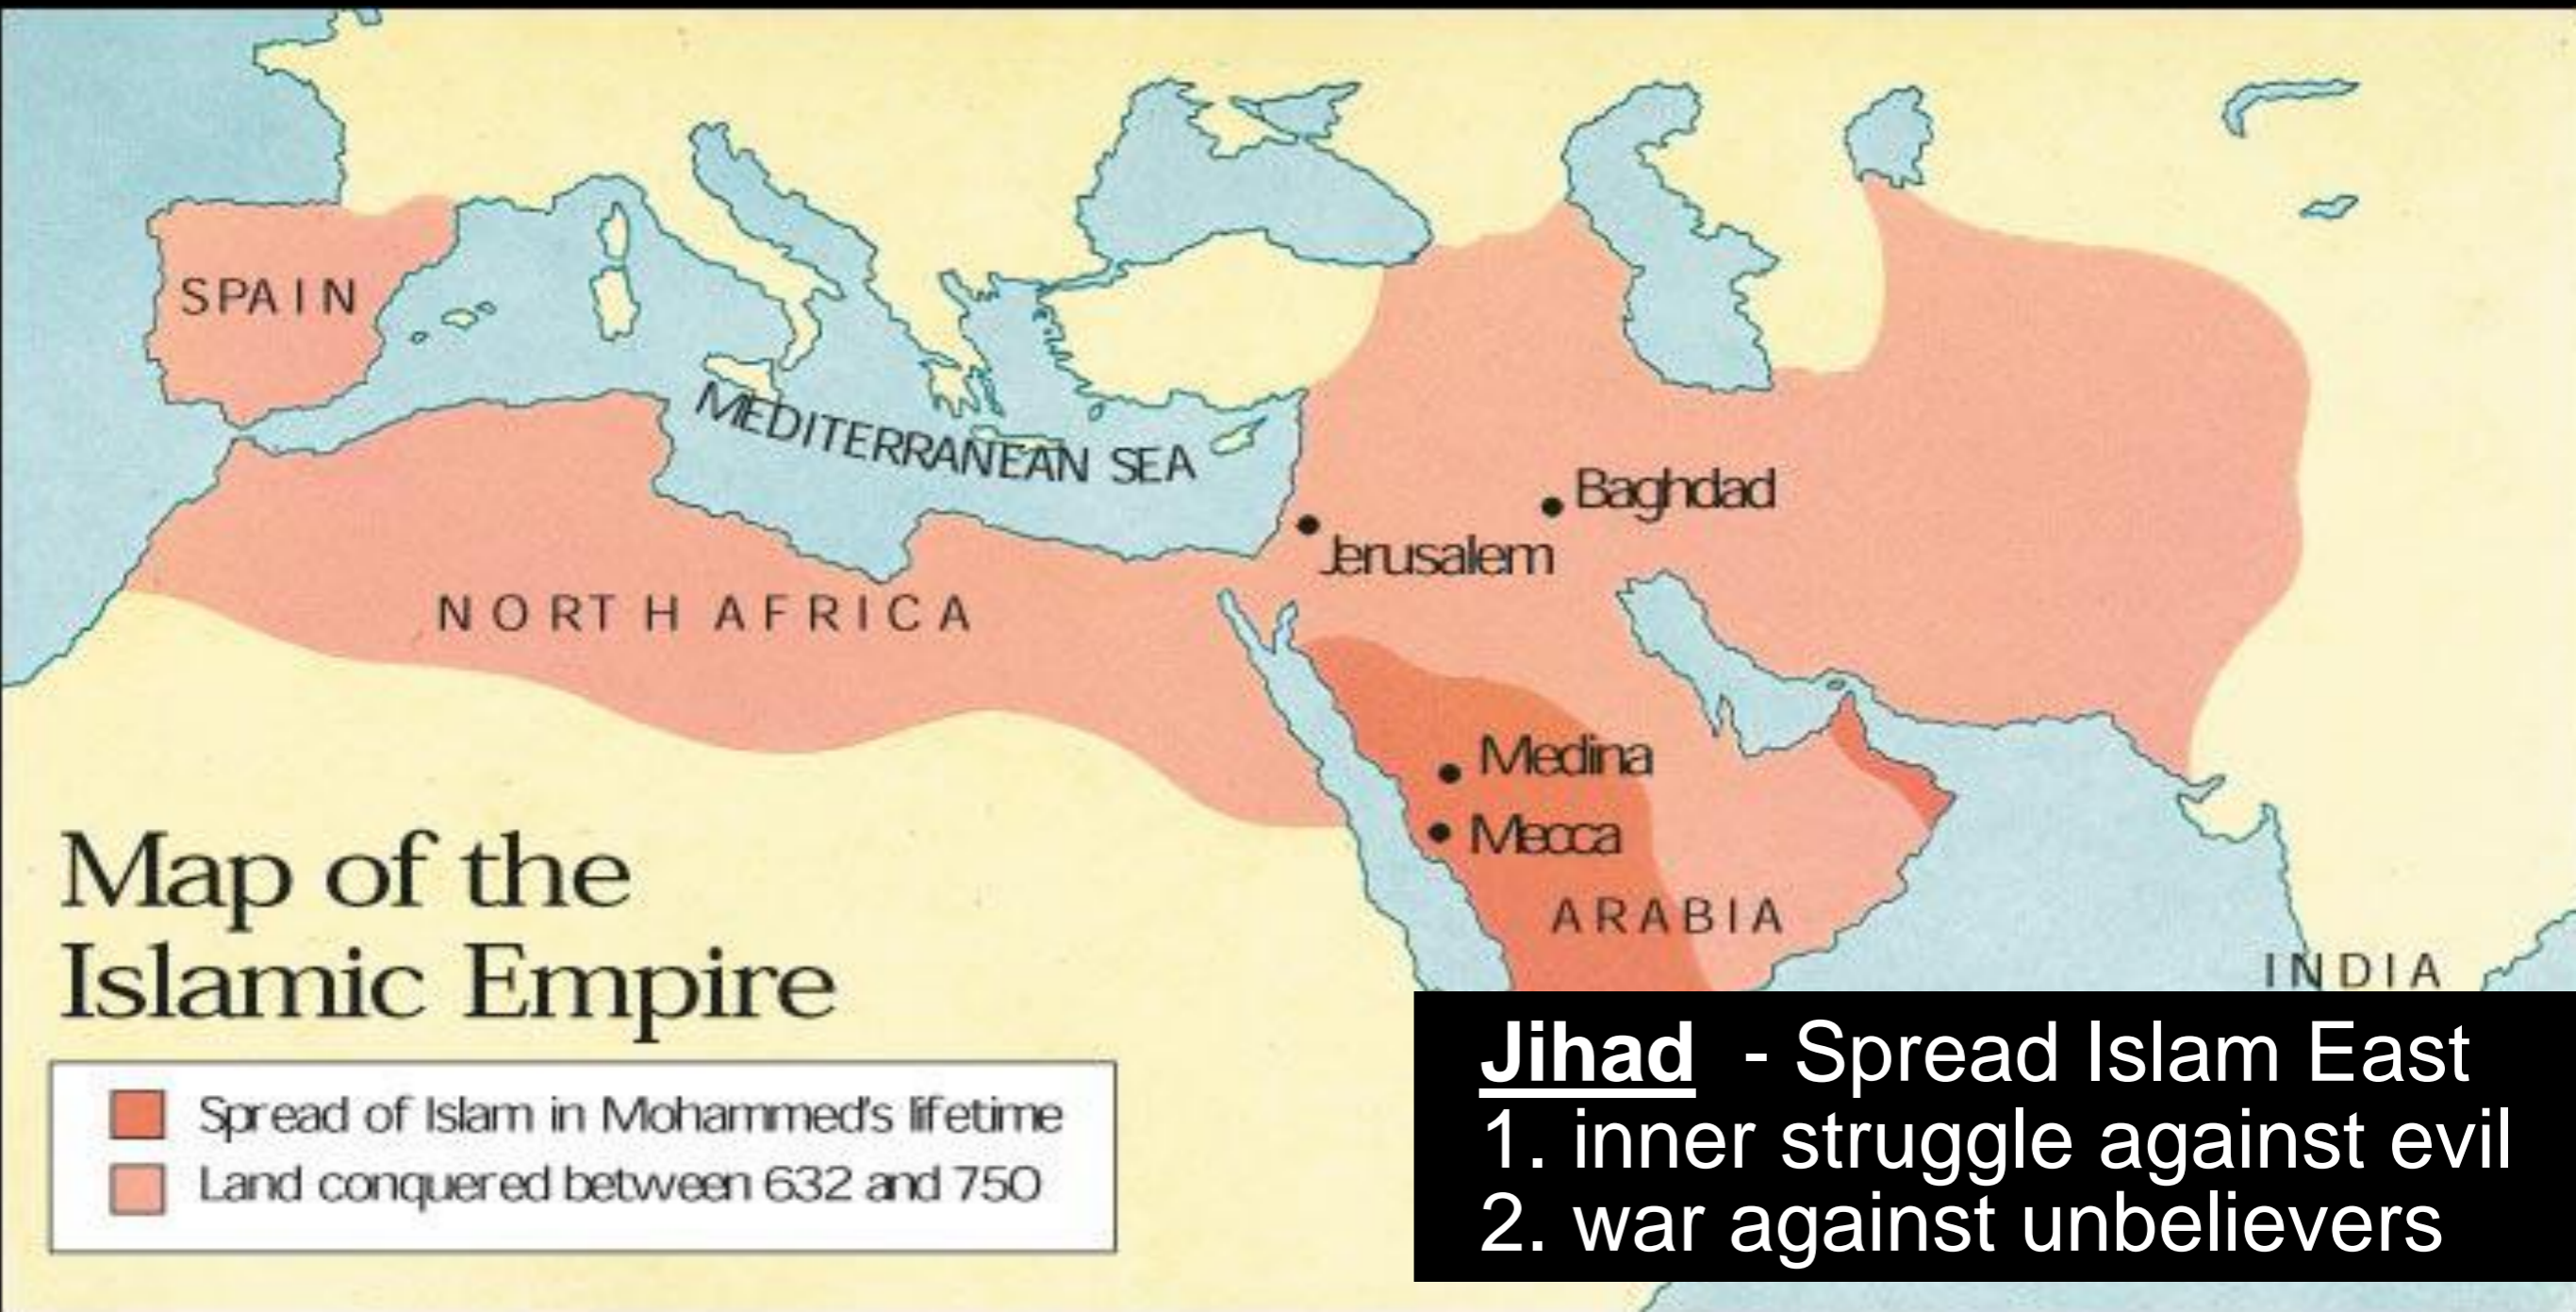 SPAIN
MEDITERRANEAN SEA
Baghdad
Jerusalem
NORTH AFRICA
Medina
Mecca
ARABIA
INDIA
Map of the
Islamic Empire
Spread of Islam in Mohammed's lifetime
Land conquered between 632 and 750
Jihad - Spread Islam East
1. inner struggle against evil
2. war against unbelievers